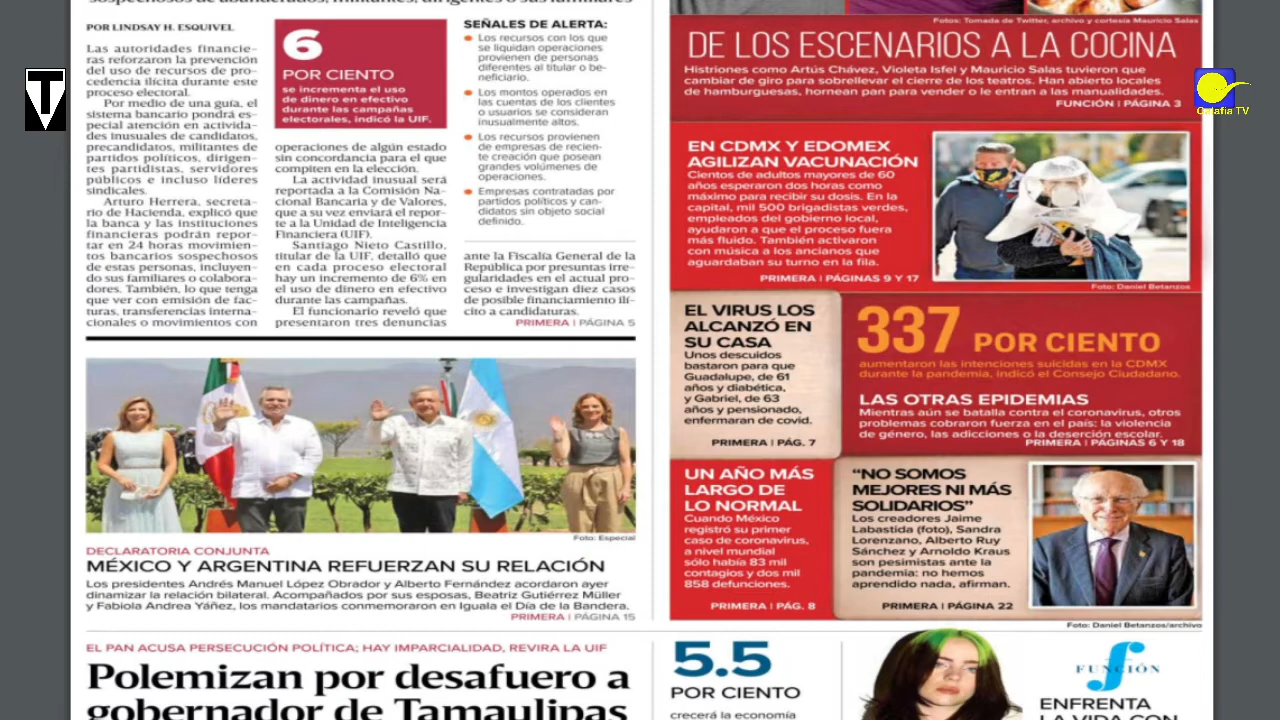 POR LINDSAY H. ESQUIVEL
Las autoridades financie-
ras reforzaron la prevención
del uso de recursos de pro-
cedencia ilícita durante este
proceso electoral.
Por medio de una guía, el
sistema bancario pondrá es-
pecial atención en activida-
des inusuales de candidatos,
precandidatos, militantes de
partidos políticos, dirigen-
tes partidistas, servidores
públicos e incluso líderes
sindicales.
Arturo Herrera, secreta-
rio de Hacienda, explicó que
la banca y las instituciones
financieras podrán repor-
tar en 24 horas movimien-
tos bancarios sospechosos
de estas personas, incluyen-
do sus familiares o colabora-
dores. También, lo que tenga
que ver con emisión de fac-
turas, transferencias interna-
cionales o movimientos con
6
POR CIENTO
se incrementa el uso
de dinero en efectivo
durante las campañas
electorales, indicó la UIF.
operaciones de algún estado
sin concordancia para el que
compiten en la elección.
La actividad inusual será
reportada a la Comisión Na-
cional Bancaria y de Valores,
que a su vez enviará el repor-
te a la Unidad de Inteligencia
Financiera (UIF).
Santiago Nieto Castillo,
titular de la UIF, detalló que
en cada proceso electoral
hay un incremento de 6% en
el uso de dinero en efectivo
durante las campañas.
El funcionario reveló que
presentaron tres denuncias
SEÑALES DE ALERTA:
Los recursos con los que
se liquidan operaciones
provienen de personas
diferentes al titular o be-
neficiario.
Los montos operados en
las cuentas de los clientes
o usuarios se consideran
inusualmente altos.
Los recursos provienen
de empresas de recien-
te creación que posean
grandes volúmenes de
operaciones.
Empresas contratadas por
partidos políticos y can-
didatos sin objeto social
definido.
ante la Fiscalía General de la
República por presuntas irre-
gularidades en el actual proce-
so e investigan diez casos
de posible financiamiento ilí-
cito a candidaturas.
PRIMERA | PÁGINA 5
Foto: Especial
DECLARATORIA CONJUNTA
MÉXICO Y ARGENTINA REFUERZAN SU RELACIÓN
Los presidentes Andrés Manuel López Obrador y Alberto Fernández acordaron ayer
dinamizar la relación bilateral. Acompañados por sus esposas, Beatriz Gutiérrez Müller
y Fabiola Andrea Yáñez, los mandatarios conmemoraron en Iguala el Día de la Bandera.
PRIMERA | PÁGINA 15
EL PAN ACUSA PERSECUCIÓN POLÍTICA; HAY IMPARCIALIDAD, REVIRA LA UIF
Polemizan por desafuero a
gobernador de Tamaulipas
Fotos: Tomada de Twitter, archivo y cortesía Mauricio Salas
DE LOS ESCENARIOS A LA COCINA
Histriones como Artús Chávez, Violeta Isfel y Mauricio Salas tuvieron que
cambiar de giro para sobrellevar el cierre de los teatros. Han abierto locales
de hamburguesas, hornean pan para vender o le entran a las manualidades.
FUNCIÓN | PÁGINA 3
Calafia TV
EN CDMX Y EDOMEX
AGILIZAN VACUNACIÓN
Cientos de adultos mayores de 60
años esperaron dos horas como
máximo para recibir su dosis. En la
capital, mil 500 brigadistas verdes,
empleados del gobierno local,
ayudaron a que el proceso fuera
más fluido. También activaron
con música a los ancianos que
aguardaban su turno en la fila.
PRIMERA | PÁGINAS 9 Y 17
Foto: Daniel Betanzos
EL VIRUS LOS
ALCANZÓ EN
SU CASA
Unos descuidos
bastaron para que
Guadalupe, de 61
años y diabética,
y Gabriel, de 63
años y pensionado,
enfermaran de covid.
PRIMERA | PÁG. 7
337 POR CIENTO
aumentaron las intenciones suicidas en la CDMX
durante la pandemia, indicó el Consejo Ciudadano.
LAS OTRAS EPIDEMIAS
Mientras aún se batalla contra el coronavirus, otros
problemas cobraron fuerza en el país: la violencia
de género, las adicciones o la deserción escolar.
PRIMERA | PÁGINAS 6 Y 18
UN AÑO MÁS
LARGO DE
LO NORMAL
Cuando México
registró su primer
caso de coronavirus,
a nivel mundial
sólo había 83 mil
contagios y dos mil
858 defunciones.
PRIMERA | PÁG. 8
“NO SOMOS
MEJORES NI MÁS
SOLIDARIOS”
Los creadores Jaime
Labastida (foto), Sandra
Lorenzano, Alberto Ruy
Sánchez y Arnoldo Kraus
son pesimistas ante la
pandemia: no hemos
aprendido nada, afirman.
PRIMERA | PÁGINA 22
Foto: Daniel Betanzos/archivo
5.5
POR CIENTO
crecerá la economía
FUNCIÓN
ENFRENTA
LA VIDA CON